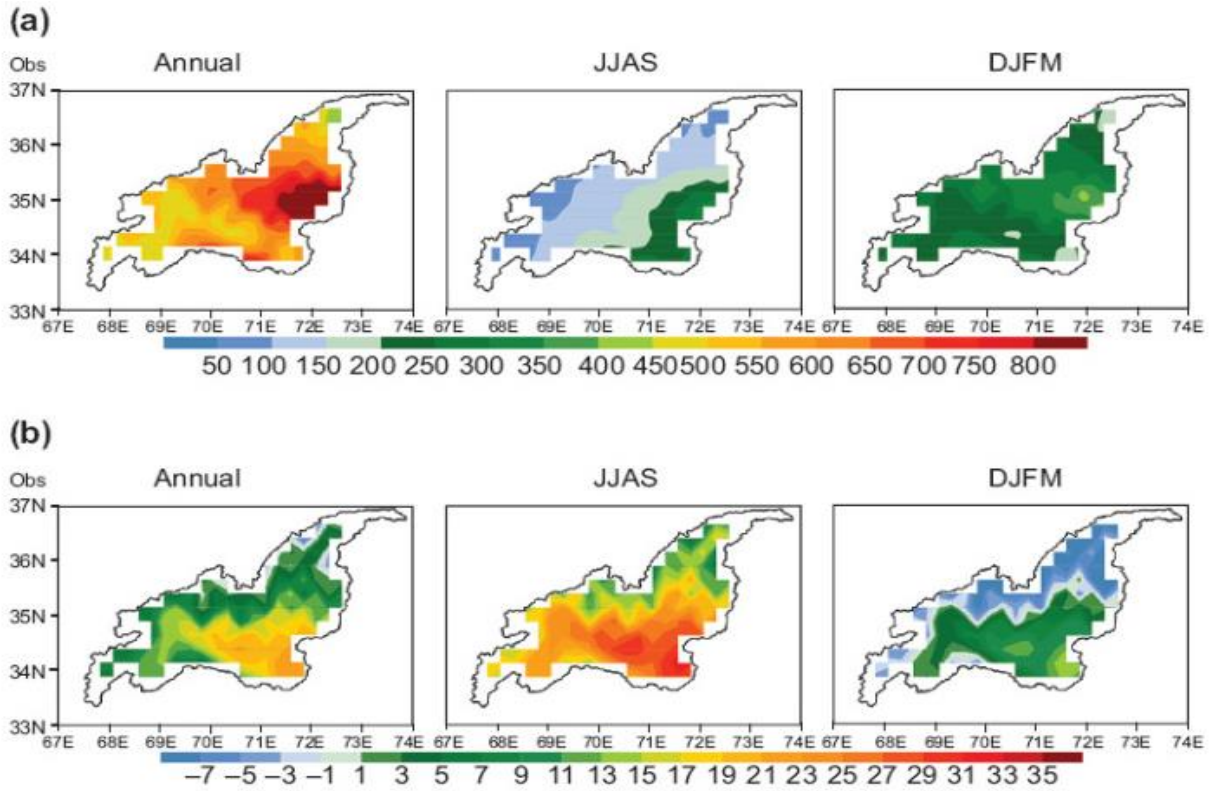 (a)
Annual JJAS DJFM
Obs
37N
36N
35N
34N
33N
67E 68E 69E 70E 71E 72E 73E 74E 67E 68E 69E 70E 71E 72E 73E 74E 67E 68E 69E 70E 71E 72E 73E 74E
50 100 150 200 250 300 350 400 450 500 550 600 650 700 750 800
(b)
Annual JJAS DJFM
Obs
37N
36N
35N
34N
33N
67E 68E 69E 70E 71E 72E 73E 74E 67E 68E 69E 70E 71E 72E 73E 74E 67E 68E 69E 70E 71E 72E 73E 74E
–7 –5 –3 –1 1 3 5 7 9 11 13 15 17 19 21 23 25 27 29 31 33 35